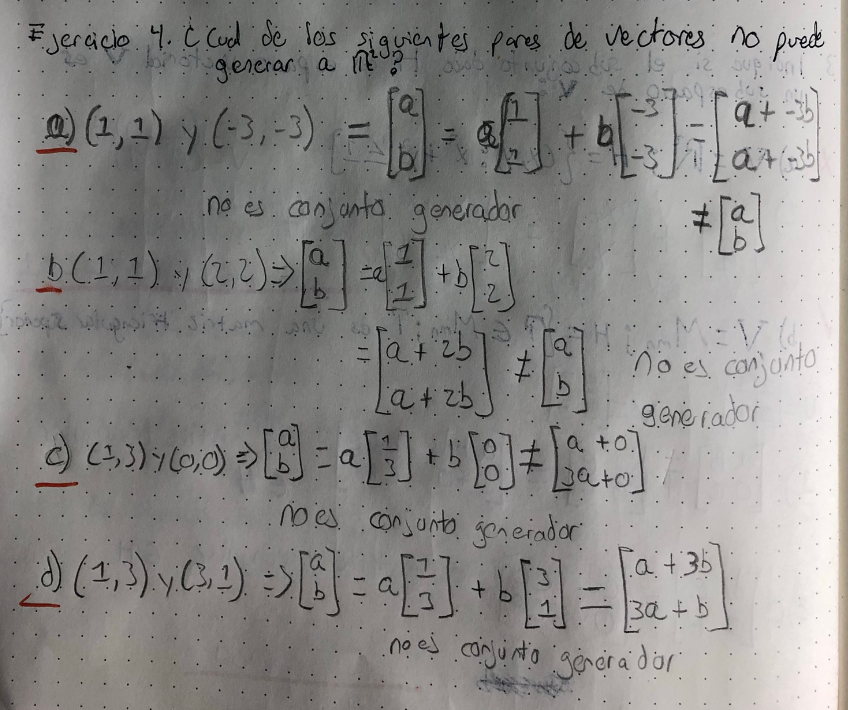 Ejercicio 4. ¿Cual de los siguientes pares de vectores no puede
generar a ℝ²?
a) (1, 1) y (-3, -3) = [a b] = a[1 1] + b[-3 -3] = [a + -3b a + -3b]
no es conjunto generador ≠ [a b]
b (1, 1) y (2, 2) => [a b] = a[1 1] + b[2 2]
= [a + 2b a + 2b] ≠ [a b] no es conjunto
generador
c) (1, 3) y (0, 0) => [a b] = a[1 3] + b[0 0] ≠ [a + 0 3a + 0]
no es conjunto generador
d) (1, 3) y (3, 1) => [a b] = a[1 3] + b[3 1] = [a + 3b 3a + b]
no es conjunto generador